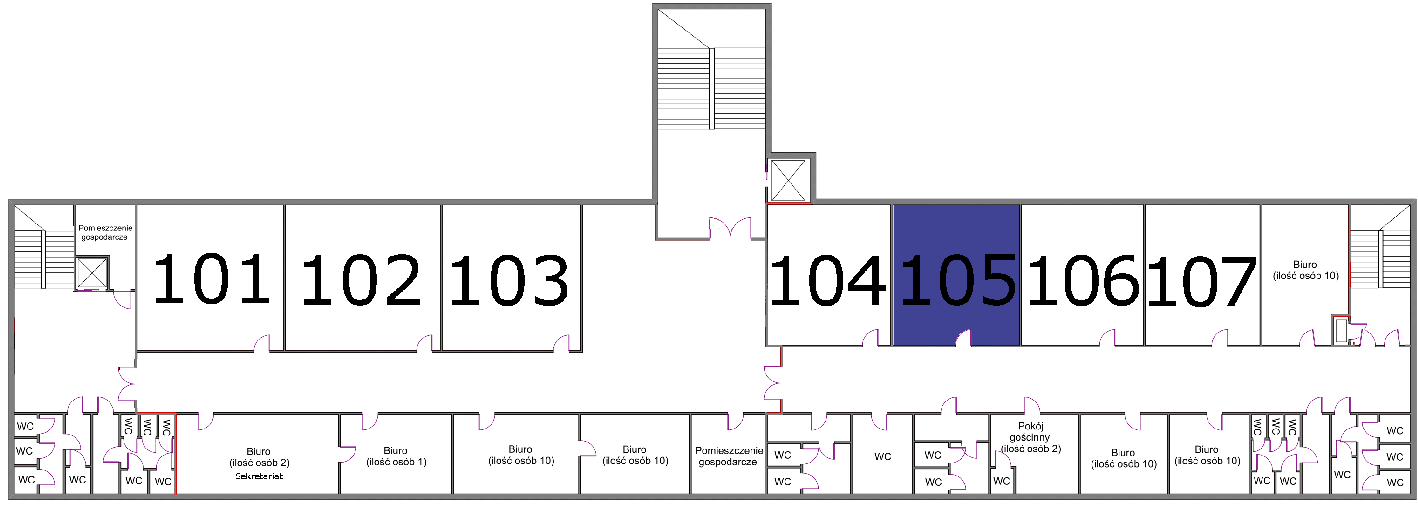 Pomieszczenie
gospodarcze
101
102
103
104
105
106
107
Biuro
(ilość osób 10)
WC
WC
WC
WC
WC
WC
WC
WC
WC
Biuro
(ilość osób 2)
Sekretariat
Biuro
(ilość osób 1)
Biuro
(ilość osób 10)
Biuro
(ilość osób 10)
Pomieszczenie
gospodarcze
WC
WC
WC
WC
WC
Pokój
gościnny
(ilość osób 2)
WC
Biuro
(ilość osób 10)
Biuro
(ilość osób 10)
WC
WC
WC
WC
WC
WC
WC
WC
WC